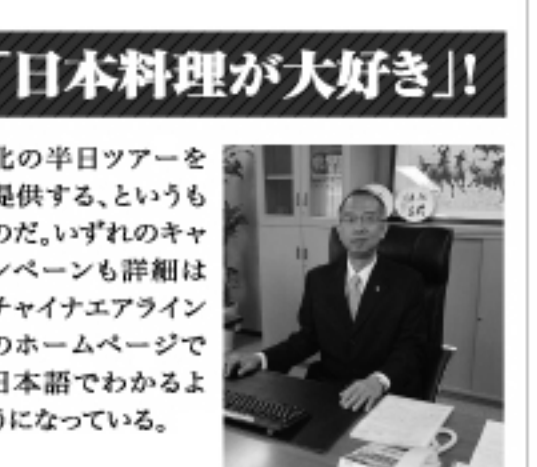 「日本料理が大好き」!
北の半日ツアーを
提供する、というも
のだ。いずれのキャ
ンペーンも詳細は
チャイナエアライン
のホームページで
日本語でわかるよ
うになっている。